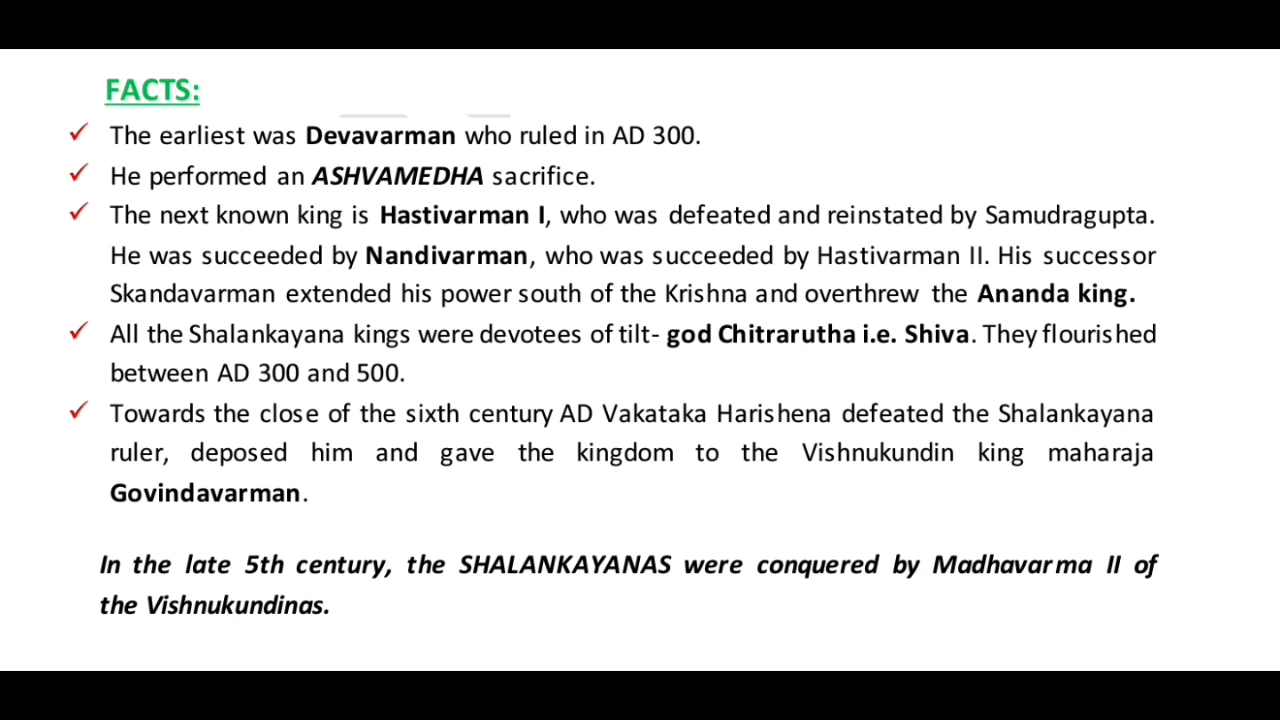 FACTS:
The earliest was Devavarman who ruled in AD 300.
He performed an ASHVAMEDHA sacrifice.
The next known king is Hastivarman I, who was defeated and reinstated by Samudragupta.
He was succeeded by Nandivarman, who was succeeded by Hastivarman II. His successor
Skandavarman extended his power south of the Krishna and overthrew the Ananda king.
All the Shalankayana kings were devotees of tilt- god Chitrarutha i.e. Shiva. They flourished
between AD 300 and 500.
Towards the close of the sixth century AD Vakataka Harishena defeated the Shalankayana
ruler, deposed him and gave the kingdom to the Vishnukundin king maharaja
Govindavarman.
In the late 5th century, the SHALANKAYANAS were conquered by Madhavarma II of
the Vishnukundinas.